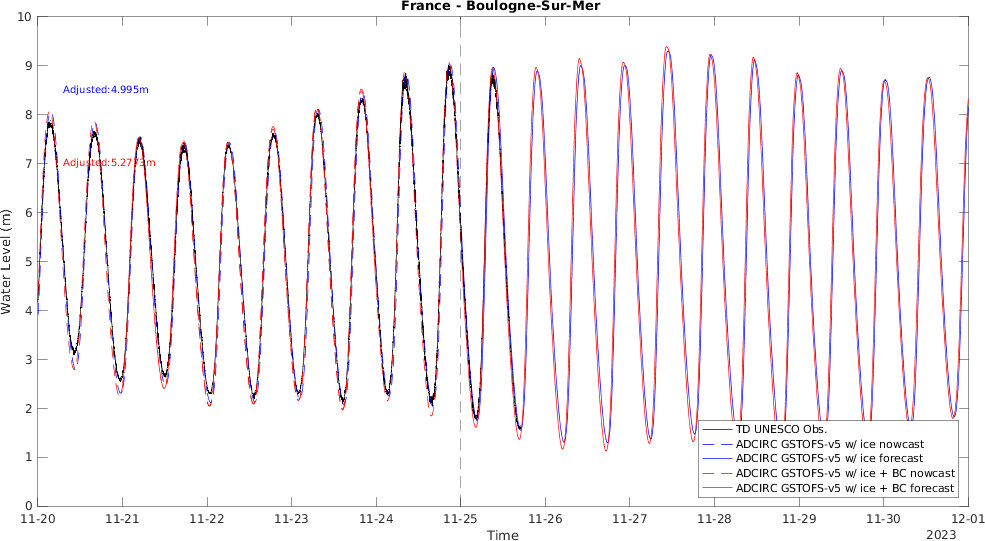 France - Boulogne-Sur-Mer
10
9
8
7
6
5
4
3
2
1
0
Water Level (m)
Adjusted:4.995m
Adjusted:5.2773m
TD UNESCO Obs.
ADCIRC GSTOFS-v5 w/ ice nowcast
ADCIRC GSTOFS-v5 w/ ice forecast
ADCIRC GSTOFS-v5 w/ ice + BC nowcast
ADCIRC GSTOFS-v5 w/ ice + BC forecast
11-20 11-21 11-22 11-23 11-24 11-25 11-26 11-27 11-28 11-29 11-30 12-01
Time
2023